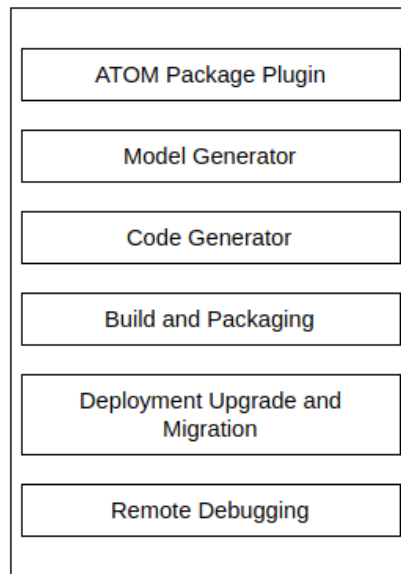 ATOM Package Plugin
Model Generator
Code Generator
Build and Packaging
Deployment Upgrade and
Migration
Remote Debugging